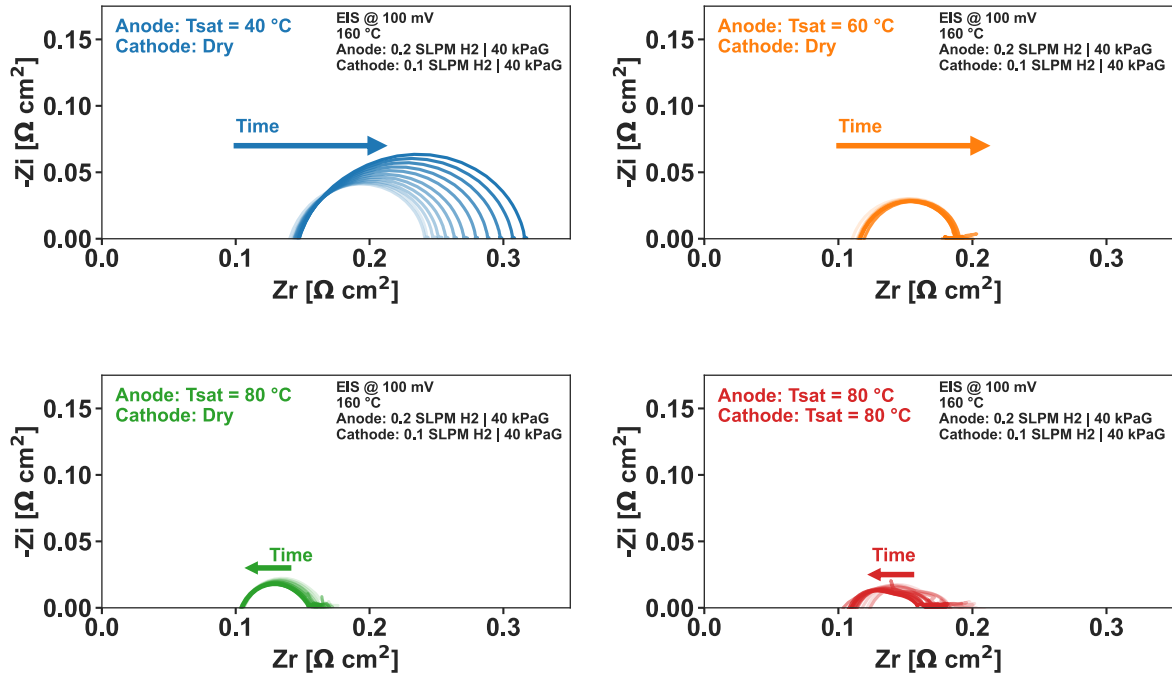 Anode: Tsat = 40 °C
Cathode: Dry
EIS @ 100 mV
160 °C
Anode: 0.2 SLPM H2 | 40 kPaG
Cathode: 0.1 SLPM H2 | 40 kPaG
Time
0.15
0.10
0.05
0.00
-Zi [Ω cm²]
0.0 0.1 0.2 0.3
Zr [Ω cm²]
Anode: Tsat = 60 °C
Cathode: Dry
EIS @ 100 mV
160 °C
Anode: 0.2 SLPM H2 | 40 kPaG
Cathode: 0.1 SLPM H2 | 40 kPaG
Time
0.15
0.10
0.05
0.00
-Zi [Ω cm²]
0.0 0.1 0.2 0.3
Zr [Ω cm²]
Anode: Tsat = 80 °C
Cathode: Dry
EIS @ 100 mV
160 °C
Anode: 0.2 SLPM H2 | 40 kPaG
Cathode: 0.1 SLPM H2 | 40 kPaG
Time
0.15
0.10
0.05
0.00
-Zi [Ω cm²]
0.0 0.1 0.2 0.3
Zr [Ω cm²]
Anode: Tsat = 80 °C
Cathode: Tsat = 80 °C
EIS @ 100 mV
160 °C
Anode: 0.2 SLPM H2 | 40 kPaG
Cathode: 0.1 SLPM H2 | 40 kPaG
Time
0.15
0.10
0.05
0.00
-Zi [Ω cm²]
0.0 0.1 0.2 0.3
Zr [Ω cm²]